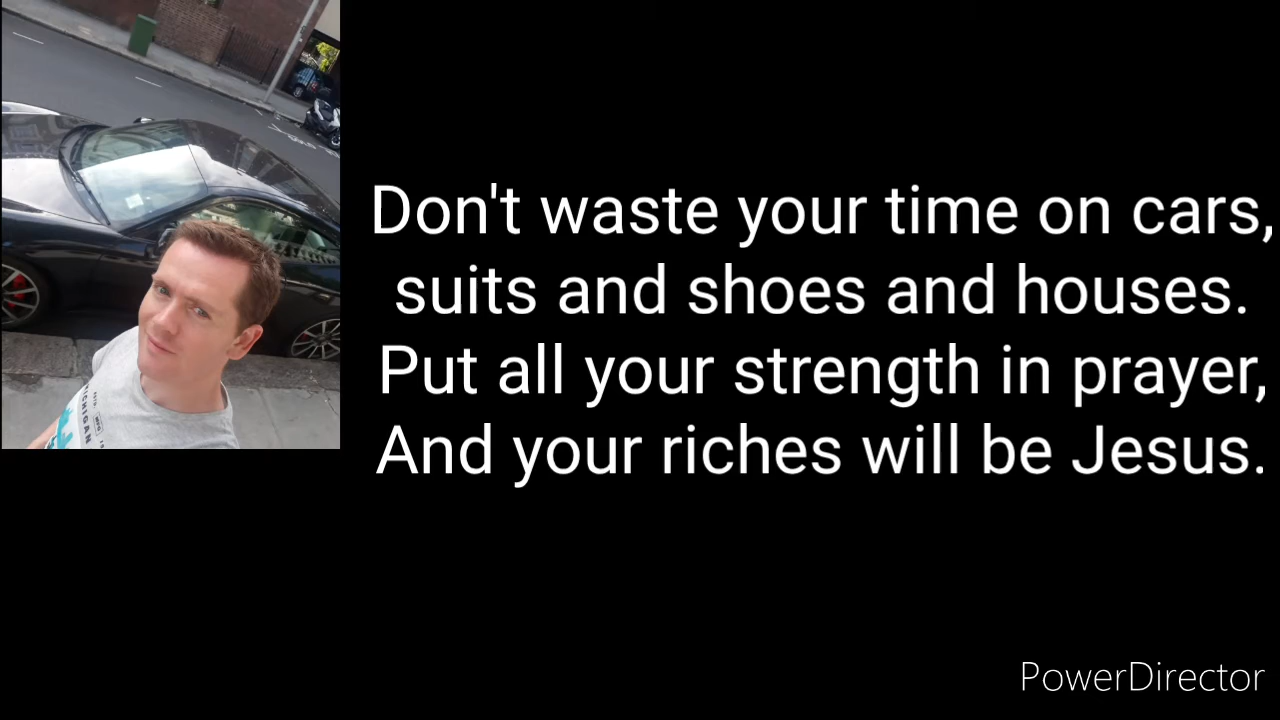 Don't waste your time on cars,
suits and shoes and houses.
Put all your strength in prayer,
And your riches will be Jesus.
MICHIGAN
PowerDirector